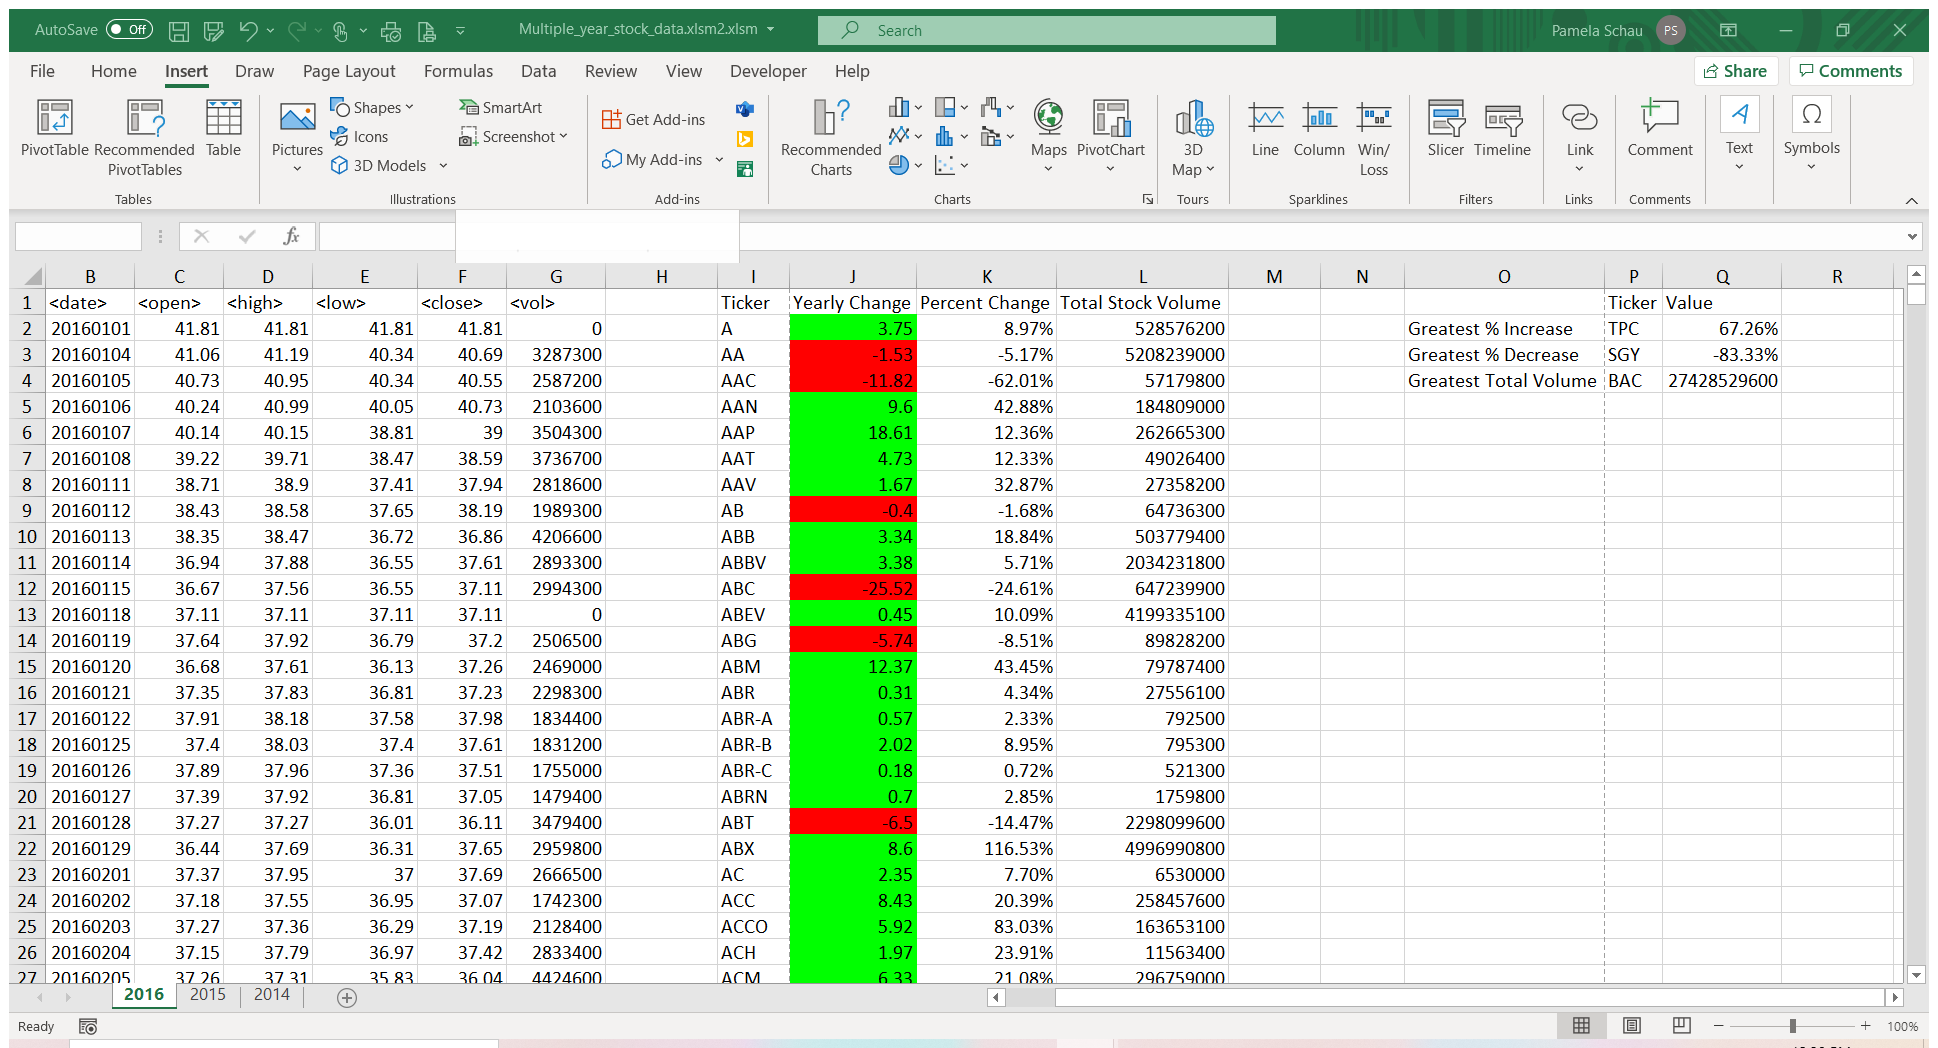 AutoSave Off Multiple_year_stock_data.xlsm2.xlsm Search Pamela Schau PS
File Home Insert Draw Page Layout Formulas Data Review View Developer Help Share Comments
PivotTable Recommended PivotTables Table Pictures Shapes Icons 3D Models SmartArt Screenshot Get Add-ins My Add-ins Recommended Charts Maps PivotChart 3D Map Line Column Win/Loss Slicer Timeline Link Comment Text Symbols
Tables Illustrations Add-ins Charts Tours Sparklines Filters Links Comments
fx
B C D E F G H I J K L M N O P Q R
1 <date> <open> <high> <low> <close> <vol> Ticker Yearly Change Percent Change Total Stock Volume Ticker Value
2 20160101 41.81 41.81 41.81 41.81 0 A 3.75 8.97% 528576200 Greatest % Increase TPC 67.26%
3 20160104 41.06 41.19 40.34 40.69 3287300 AA -1.53 -5.17% 5208239000 Greatest % Decrease SGY -83.33%
4 20160105 40.73 40.95 40.34 40.55 2587200 AAC -11.82 -62.01% 57179800 Greatest Total Volume BAC 27428529600
5 20160106 40.24 40.99 40.05 40.73 2103600 AAN 9.6 42.88% 184809000
6 20160107 40.14 40.15 38.81 39 3504300 AAP 18.61 12.36% 262665300
7 20160108 39.22 39.71 38.47 38.59 3736700 AAT 4.73 12.33% 49026400
8 20160111 38.71 38.9 37.41 37.94 2818600 AAV 1.67 32.87% 27358200
9 20160112 38.43 38.58 37.65 38.19 1989300 AB -0.4 -1.68% 64736300
10 20160113 38.35 38.47 36.72 36.86 4206600 ABB 3.34 18.84% 503779400
11 20160114 36.94 37.88 36.55 37.61 2893300 ABBV 3.38 5.71% 2034231800
12 20160115 36.67 37.56 36.55 37.11 2994300 ABC -25.52 -24.61% 647239900
13 20160118 37.11 37.11 37.11 37.11 0 ABEV 0.45 10.09% 4199335100
14 20160119 37.64 37.92 36.79 37.2 2506500 ABG -5.74 -8.51% 89828200
15 20160120 36.68 37.61 36.13 37.26 2469000 ABM 12.37 43.45% 79787400
16 20160121 37.35 37.83 36.81 37.23 2298300 ABR 0.31 4.34% 27556100
17 20160122 37.91 38.18 37.58 37.98 1834400 ABR-A 0.57 2.33% 792500
18 20160125 37.4 38.03 37.4 37.61 1831200 ABR-B 2.02 8.95% 795300
19 20160126 37.89 37.96 37.36 37.51 1755000 ABR-C 0.18 0.72% 521300
20 20160127 37.39 37.92 36.81 37.05 1479400 ABRN 0.7 2.85% 1759800
21 20160128 37.27 37.27 36.01 36.11 3479400 ABT -6.5 -14.47% 2298099600
22 20160129 36.44 37.69 36.31 37.65 2959800 ABX 8.6 116.53% 4996990800
23 20160201 37.37 37.95 37 37.69 2666500 AC 2.35 7.70% 6530000
24 20160202 37.18 37.55 36.95 37.07 1742300 ACC 8.43 20.39% 258457600
25 20160203 37.27 37.36 36.29 37.19 2128400 ACCO 5.92 83.03% 163653100
26 20160204 37.15 37.79 36.97 37.42 2833400 ACH 1.97 23.91% 11563400
27 20160205 37.26 37.31 35.83 36.04 4424600 ACM 6.33 21.08% 296759000
2016 2015 2014
Ready 100%